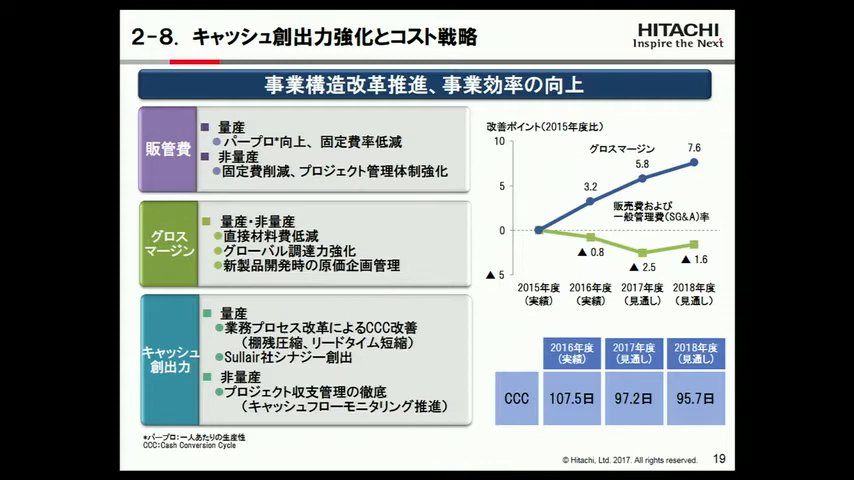 2-8. キャッシュ創出力強化とコスト戦略
HITACHI
Inspire the Next
事業構造改革推進、事業効率の向上
販管費
■ 量産
●パープロ*向上、固定費率低減
■ 非量産
●固定費削減、プロジェクト管理体制強化
グロス
マージン
■ 量産・非量産
●直接材料費低減
●グローバル調達力強化
●新製品開発時の原価企画管理
キャッシュ
創出力
■ 量産
●業務プロセス改革によるCCC改善
（棚残圧縮、リードタイム短縮）
●Sullair社シナジー創出
■ 非量産
●プロジェクト収支管理の徹底
（キャッシュフローモニタリング推進）
*パープロ:一人あたりの生産性
CCC:Cash Conversion Cycle
改善ポイント(2015年度比)
10
5
0
▲5
グロスマージン
3.2
5.8
7.6
販売費および
一般管理費(SG&A)率
▲0.8
▲2.5
▲1.6
2015年度 2016年度 2017年度 2018年度
(実績) (実績) (見通し) (見通し)
2016年度 2017年度 2018年度
(実績) (見通し) (見通し)
CCC 107.5日 97.2日 95.7日
© Hitachi, Ltd. 2017. All rights reserved. 19